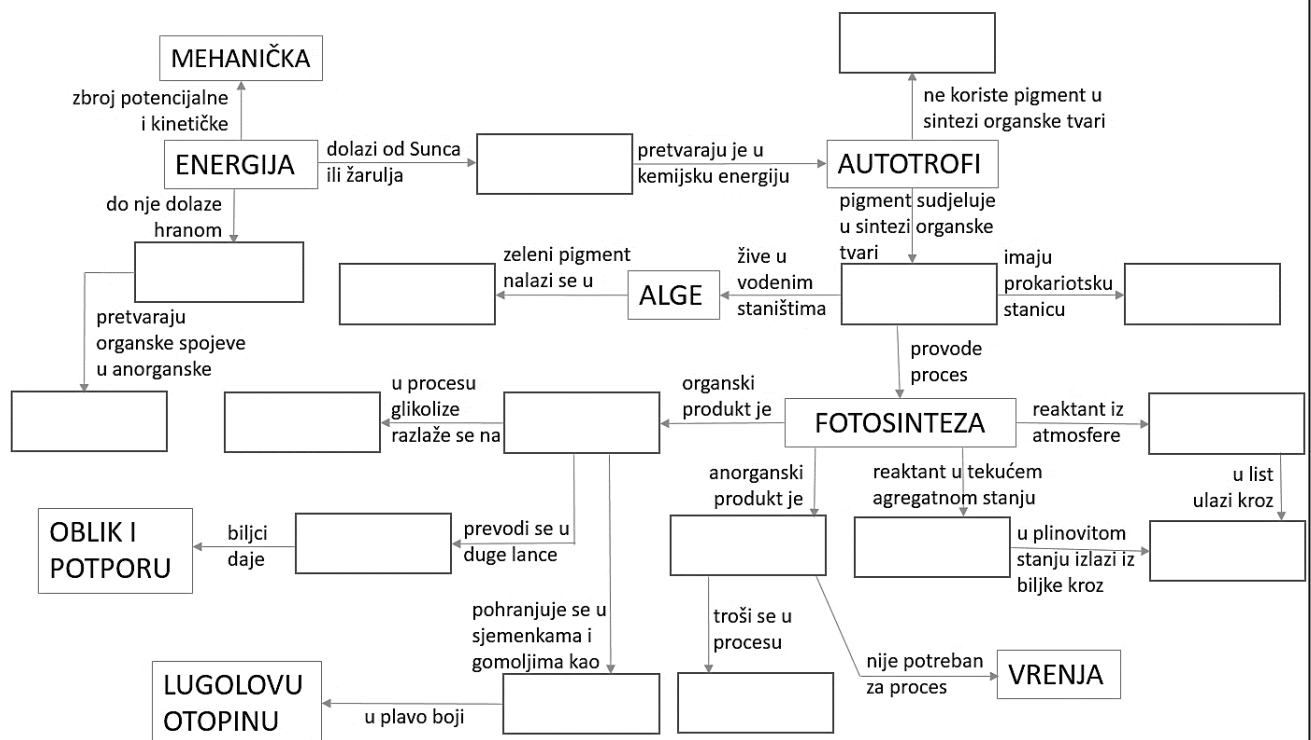 MEHANIČKA
zbroj potencijalne
i kinetičke
ne koriste pigment u
sintezi organske tvari
ENERGIJA
dolazi od Sunca
ili žarulja
pretvaraju je u
kemijsku energiju
AUTOTROFI
do nje dolaze
hranom
pigment sudjeluje
u sintezi organske
tvari
zeleni pigment
nalazi se u
ALGE
žive u
vodenim
staništima
imaju
prokariotsku
stanicu
pretvaraju
organske spojeve
u anorganske
provode
proces
u procesu
glikolize
razlaže se na
organski
produkt je
FOTOSINTEZA
reaktant iz
atmosfere
anorganski
produkt je
reaktant u tekućem
agregatnom stanju
u list
ulazi kroz
OBLIK I
POTPORU
biljci
daje
prevodi se u
duge lance
u plinovitom
stanju izlazi iz
biljke kroz
pohranjuje se u
sjemenkama i
gomoljima kao
troši se u
procesu
nije potreban
za proces
VRENJA
LUGOLOVU
OTOPINU
u plavo boji